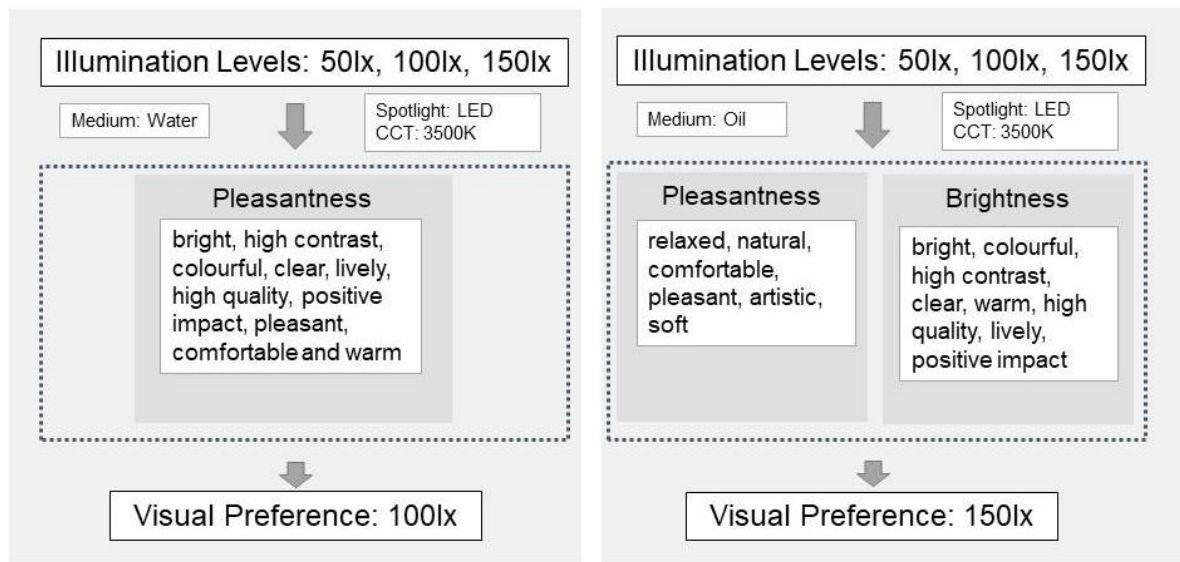 Illumination Levels: 50lx, 100lx, 150lx
Medium: Water
Spotlight: LED
CCT: 3500K
Pleasantness
bright, high contrast,
colourful, clear, lively,
high quality, positive
impact, pleasant,
comfortable and warm
Visual Preference: 100lx
Illumination Levels: 50lx, 100lx, 150lx
Medium: Oil
Spotlight: LED
CCT: 3500K
Pleasantness
relaxed, natural,
comfortable,
pleasant, artistic,
soft
Brightness
bright, colourful,
high contrast,
clear, warm, high
quality, lively,
positive impact
Visual Preference: 150lx